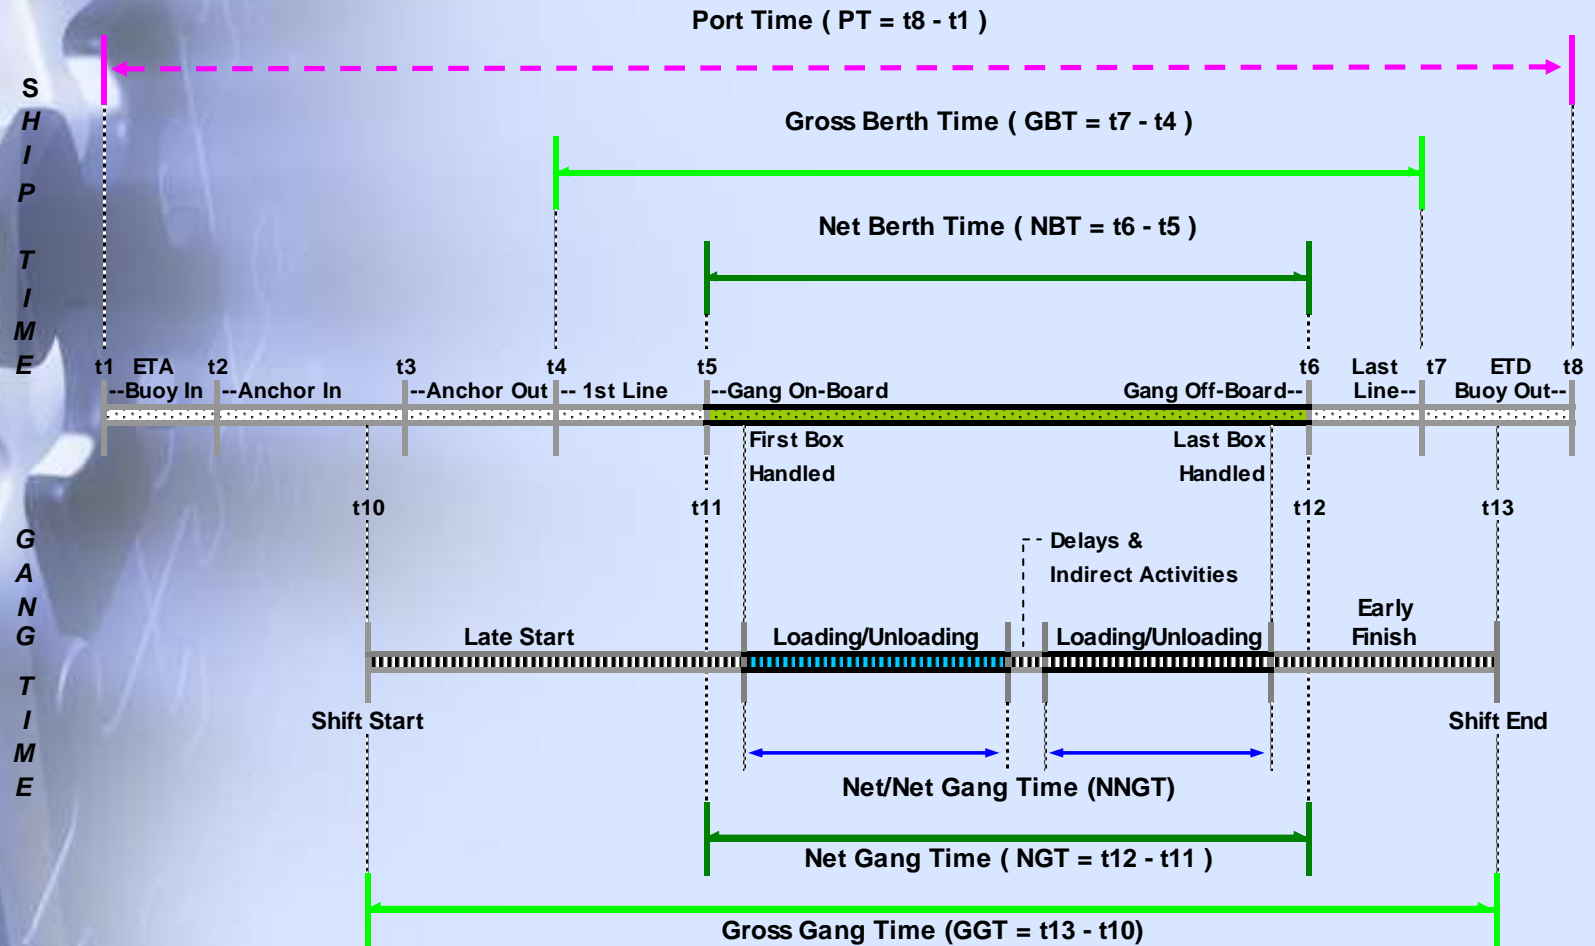 Port Time ( PT = t8 - t1 )
SHIP TIME
Gross Berth Time ( GBT = t7 - t4 )
Net Berth Time ( NBT = t6 - t5 )
t1 ETA t2 t3 t4 t5 t6 Last t7 ETD t8
--Buoy In --Anchor In --Anchor Out -- 1st Line --Gang On-Board Gang Off-Board-- Line-- Buoy Out--
First Box Last Box
Handled Handled
t10 t11 t12 t13
GANG TIME
Delays &
Indirect Activities
Early
Late Start Loading/Unloading Loading/Unloading Finish
Shift Start Shift End
Net/Net Gang Time (NNGT)
Net Gang Time ( NGT = t12 - t11 )
Gross Gang Time (GGT = t13 - t10)